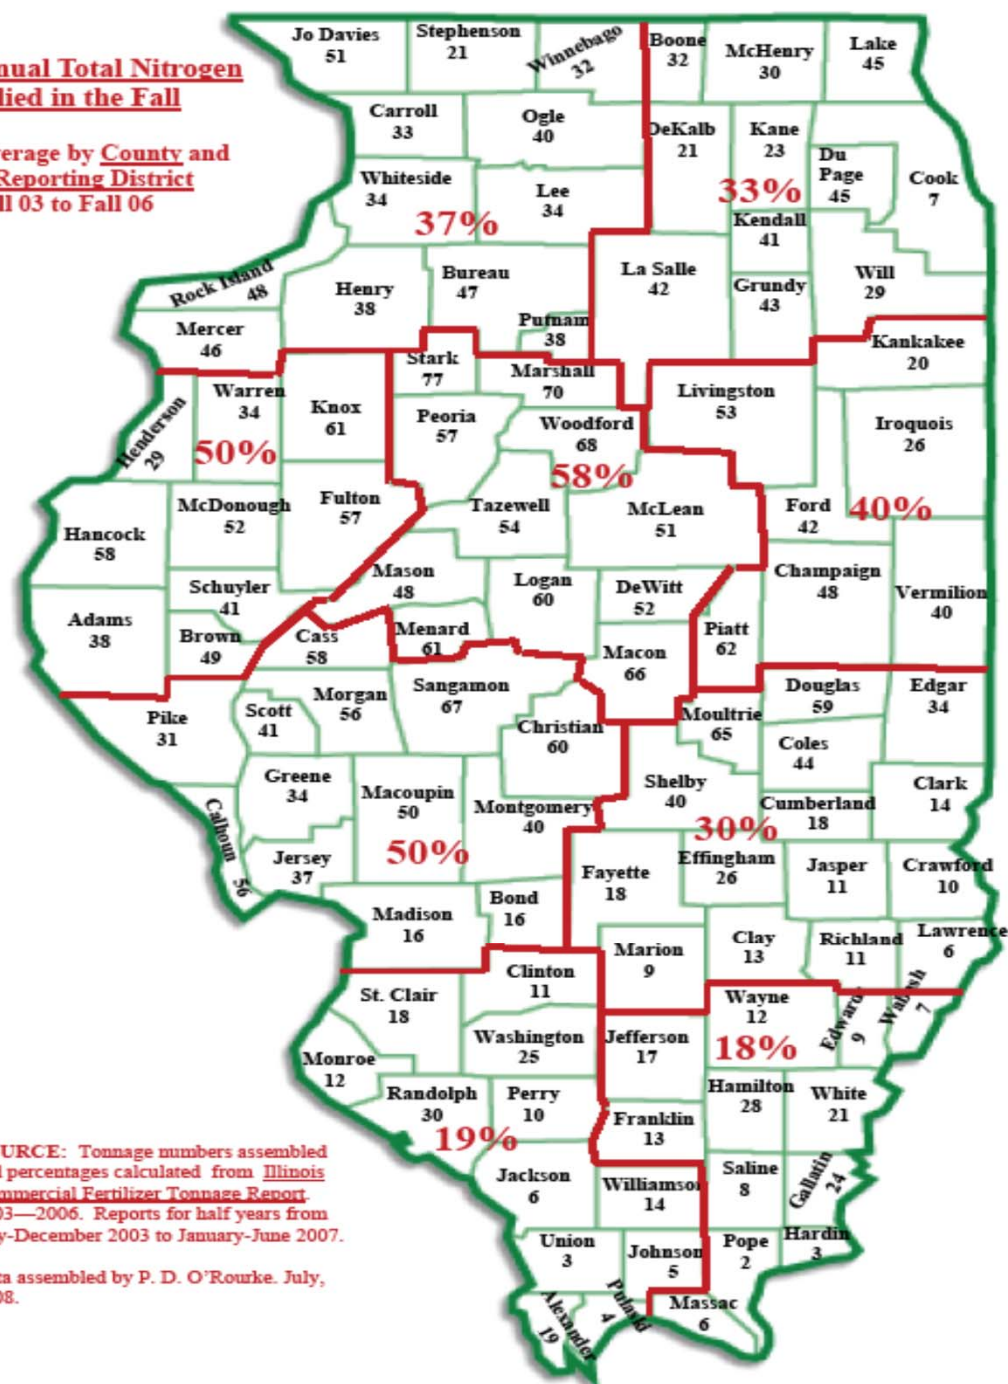 nual Total Nitrogen
lied in the Fall
verage by County and
Reporting District
ll 03 to Fall 06
Jo Davies
51
Stephenson
21
Winnebago
32
Boone
32
McHenry
30
Lake
45
Carroll
33
Ogle
40
DeKalb
21
Kane
23
Du
Page
45
Cook
7
Whiteside
34
Lee
34
37%
33%
Kendall
41
La Salle
42
Grundy
43
Will
29
Rock Island
48
Henry
38
Bureau
47
Putnam
38
Mercer
46
Kankakee
20
Stark
77
Marshall
70
Livingston
53
Warren
34
Knox
61
Henderson
29
50%
Peoria
57
Woodford
68
58%
Iroquois
26
Hancock
58
McDonough
52
Fulton
57
Tazewell
54
McLean
51
Ford
42
40%
Schuyler
41
Mason
48
Logan
60
DeWitt
52
Champaign
48
Vermilion
40
Adams
38
Brown
49
Cass
58
Menard
61
Macon
66
Piatt
62
Pike
31
Scott
41
Morgan
56
Sangamon
67
Christian
60
Moultrie
65
Douglas
59
Edgar
34
Coles
44
Greene
34
Macoupin
50
Montgomery
40
Shelby
40
Cumberland
18
Clark
14
Calhoun 56
Jersey
37
50%
30%
Fayette
18
Effingham
26
Jasper
11
Crawford
10
Madison
16
Bond
16
Marion
9
Clay
13
Richland
11
Lawrence
6
Clinton
11
St. Clair
18
Washington
25
Jefferson
17
Wayne
12
Edwards
9
Wabash
7
18%
Monroe
12
Randolph
30
Perry
10
19%
Franklin
13
Hamilton
28
White
21
Jackson
6
Williamson
14
Saline
8
Gallatin
24
Union
3
Johnson
5
Pope
2
Hardin
3
Alexander
19
Pulaski
4
Massac
6
URCE: Tonnage numbers assembled
l percentages calculated from Illinois
mmercial Fertilizer Tonnage Report
03—2006. Reports for half years from
y-December 2003 to January-June 2007.
ta assembled by P. D. O'Rourke. July,
08.